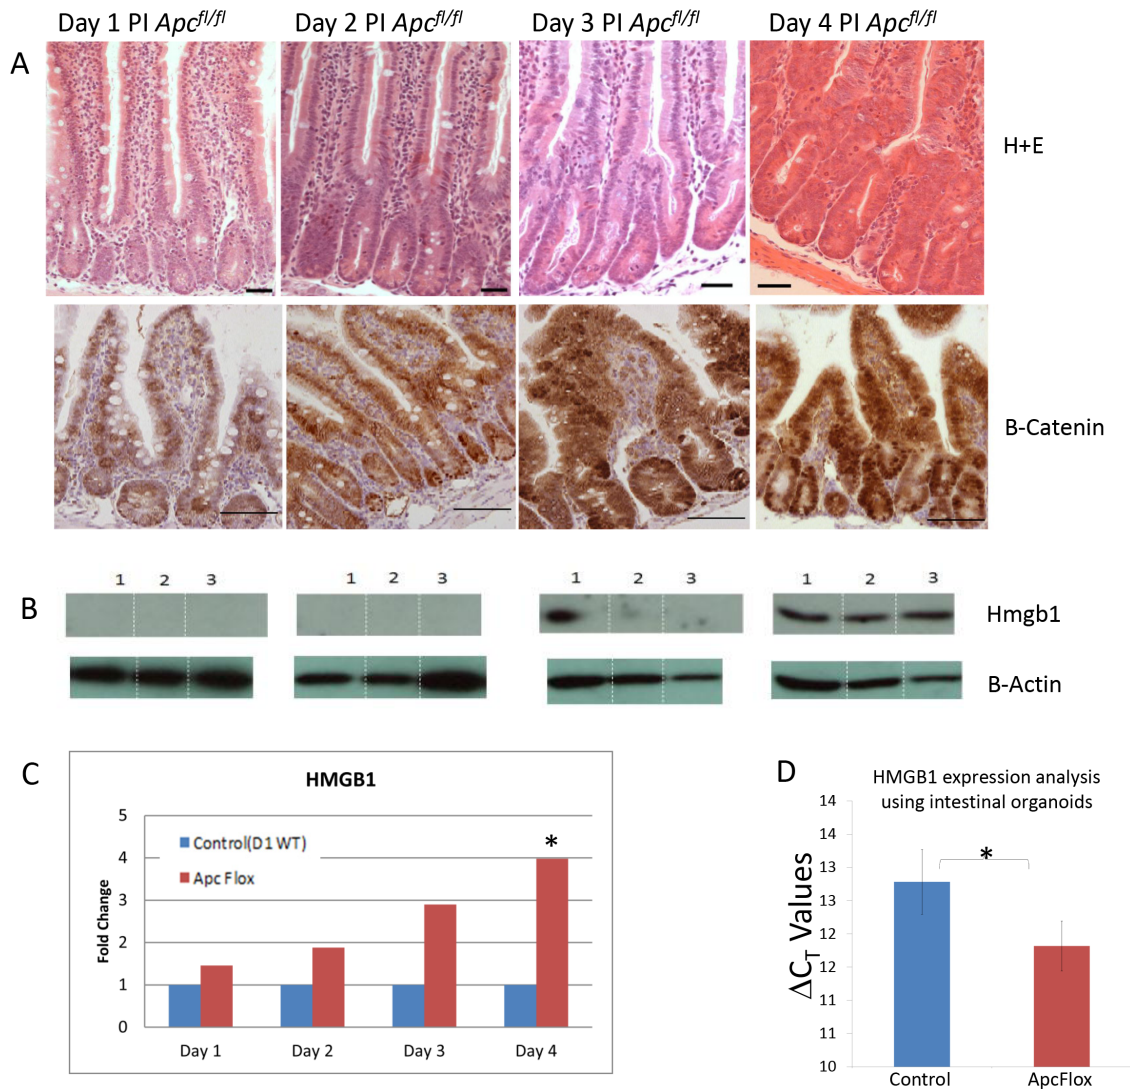 Day 1 PI Apcfl/fl
Day 2 PI Apcfl/fl
Day 3 PI Apcfl/fl
Day 4 PI Apcfl/fl
A
H+E
B-Catenin
1 2 3
1 2 3
1 2 3
1 2 3
B
Hmgb1
B-Actin
C
HMGB1
5
4
3
2
1
0
Fold Change
Control(D1 WT)
Apc Flox
*
Day 1
Day 2
Day 3
Day 4
D
HMGB1 expression analysis
using intestinal organoids
14
14
13
13
12
12
11
11
10
ΔCT Values
*
Control
ApcFlox